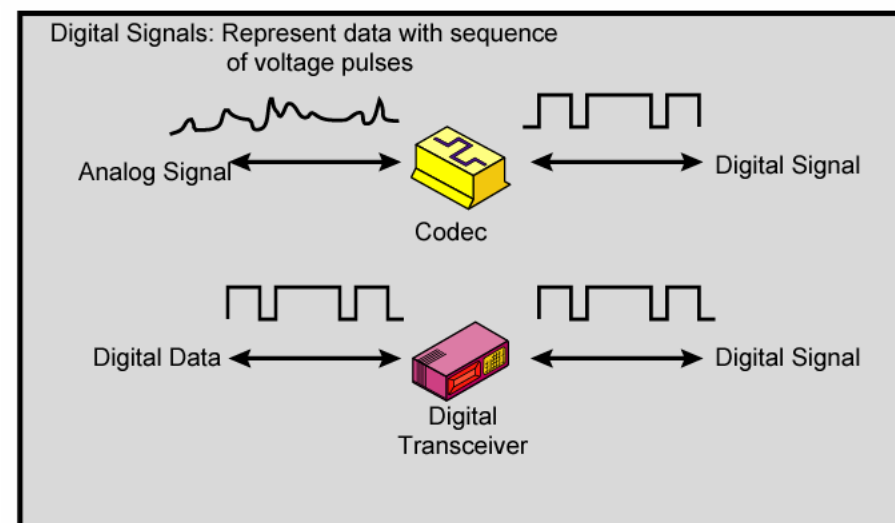 Digital Signals: Represent data with sequence
of voltage pulses
Analog Signal
Digital Signal
Codec
Digital Data
Digital Signal
Digital
Transceiver